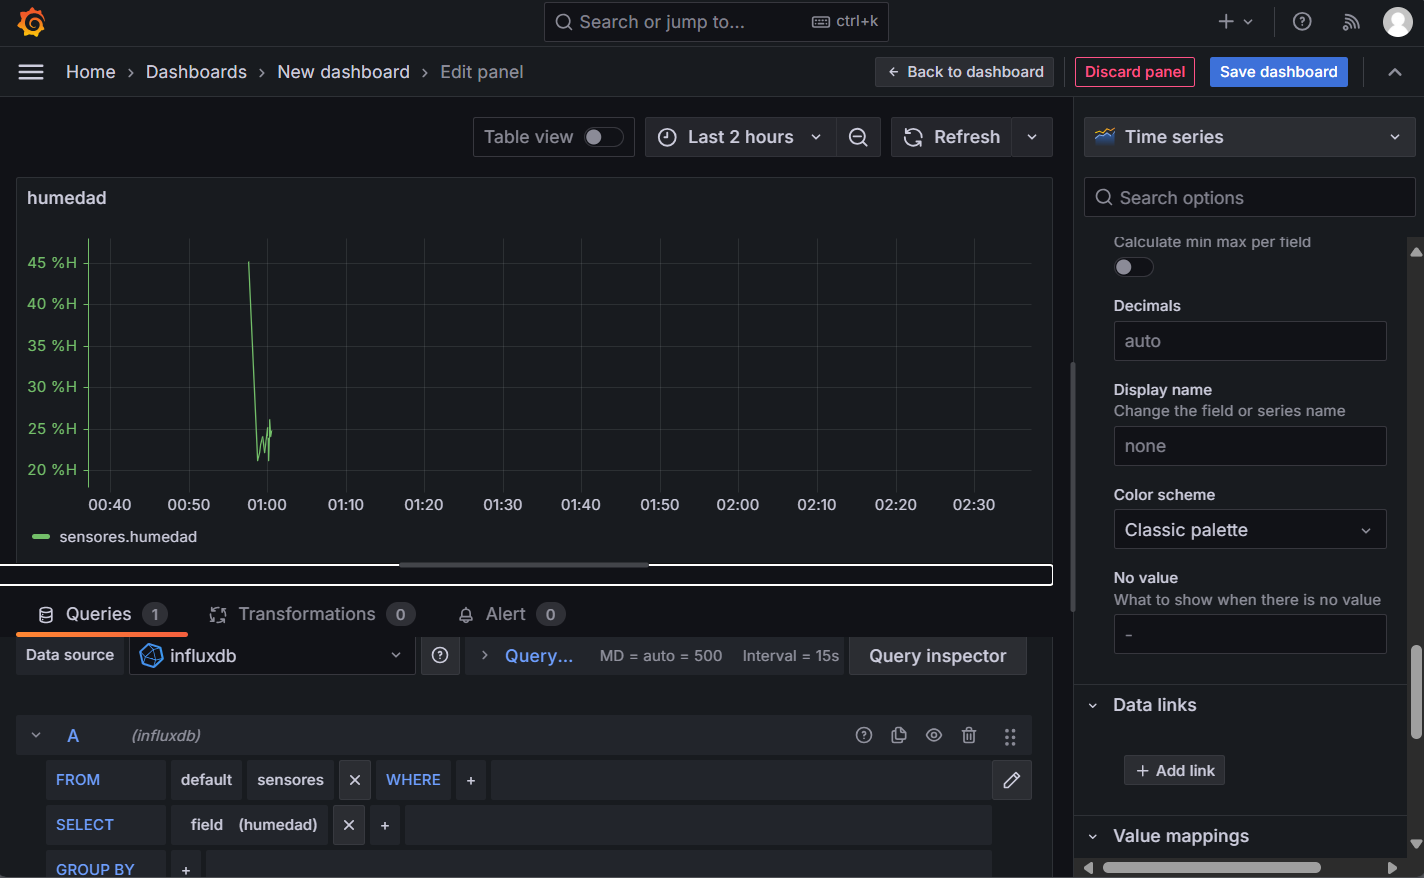 Search or jump to... ctrl+k
Home › Dashboards › New dashboard › Edit panel
Back to dashboard
Discard panel
Save dashboard
Table view
Last 2 hours
Refresh
Time series
Search options
humedad
45 %H
40 %H
35 %H
30 %H
25 %H
20 %H
00:40 00:50 01:00 01:10 01:20 01:30 01:40 01:50 02:00 02:10 02:20 02:30
sensores.humedad
Calculate min max per field
Decimals
auto
Display name
Change the field or series name
none
Color scheme
Classic palette
No value
What to show when there is no value
-
Data links
+ Add link
Value mappings
Queries 1 Transformations 0 Alert 0
Data source influxdb Query... MD = auto = 500 Interval = 15s Query inspector
A (influxdb)
FROM default sensores WHERE +
SELECT field (humedad) +
GROUP BY +